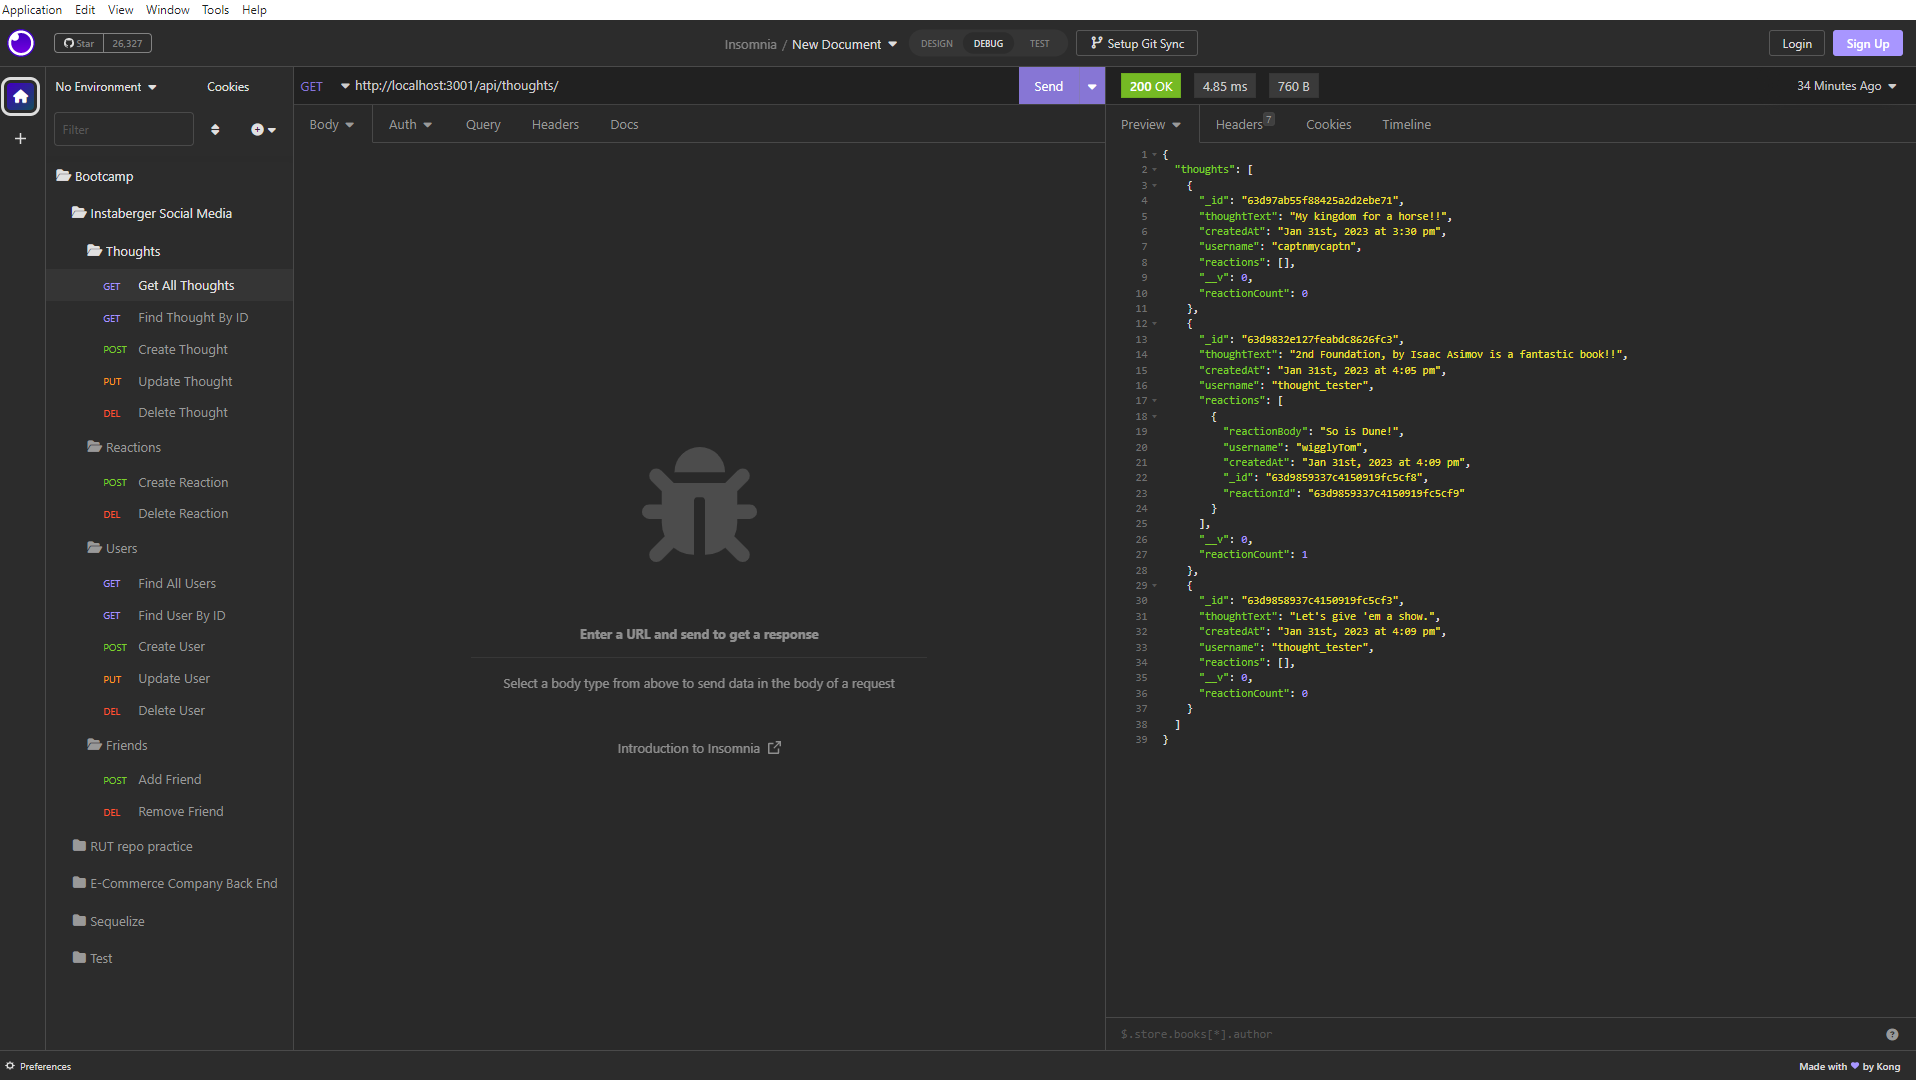 Application Edit View Window Tools Help
Star 26,327
Insomnia / New Document
DESIGN DEBUG TEST
Setup Git Sync
Login Sign Up
No Environment Cookies
Filter
Bootcamp
Instaberger Social Media
Thoughts
GET Get All Thoughts
GET Find Thought By ID
POST Create Thought
PUT Update Thought
DEL Delete Thought
Reactions
POST Create Reaction
DEL Delete Reaction
Users
GET Find All Users
GET Find User By ID
POST Create User
PUT Update User
DEL Delete User
Friends
POST Add Friend
DEL Remove Friend
RUT repo practice
E-Commerce Company Back End
Sequelize
Test
GET http://localhost:3001/api/thoughts/ Send
Body Auth Query Headers Docs
Enter a URL and send to get a response
Select a body type from above to send data in the body of a request
Introduction to Insomnia
200 OK 4.85 ms 760 B 34 Minutes Ago
Preview Headers 7 Cookies Timeline
1 {
2 "thoughts": [
3 {
4 "_id": "63d97ab55f88425a2d2ebe71",
5 "thoughtText": "My kingdom for a horse!!",
6 "createdAt": "Jan 31st, 2023 at 3:30 pm",
7 "username": "captnmycaptn",
8 "reactions": [],
9 "__v": 0,
10 "reactionCount": 0
11 },
12 {
13 "_id": "63d9832e127feabdc8626fc3",
14 "thoughtText": "2nd Foundation, by Isaac Asimov is a fantastic book!!",
15 "createdAt": "Jan 31st, 2023 at 4:05 pm",
16 "username": "thought_tester",
17 "reactions": [
18 {
19 "reactionBody": "So is Dune!",
20 "username": "wigglyTom",
21 "createdAt": "Jan 31st, 2023 at 4:09 pm",
22 "_id": "63d9859337c4150919fc5cf8",
23 "reactionId": "63d9859337c4150919fc5cf9"
24 }
25 ],
26 "__v": 0,
27 "reactionCount": 1
28 },
29 {
30 "_id": "63d9858937c4150919fc5cf3",
31 "thoughtText": "Let's give 'em a show.",
32 "createdAt": "Jan 31st, 2023 at 4:09 pm",
33 "username": "thought_tester",
34 "reactions": [],
35 "__v": 0,
36 "reactionCount": 0
37 }
38 ]
39 }
$.store.books[*].author
Preferences
Made with ♥ by Kong